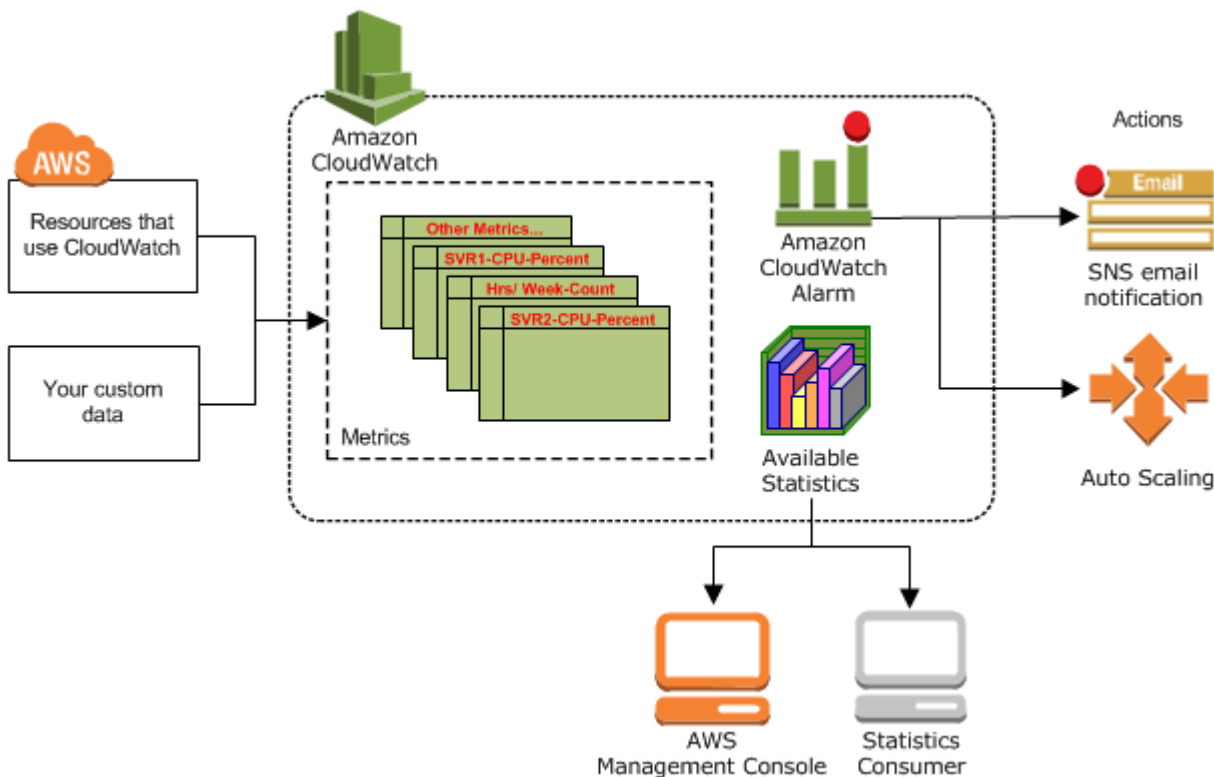 Amazon
CloudWatch
AWS
Resources that
use CloudWatch
Your custom
data
Other Metrics...
SVR1-CPU-Percent
Hrs/ Week-Count
SVR2-CPU-Percent
Metrics
Amazon
CloudWatch
Alarm
Available
Statistics
Actions
Email
SNS email
notification
Auto Scaling
AWS
Management Console
Statistics
Consumer